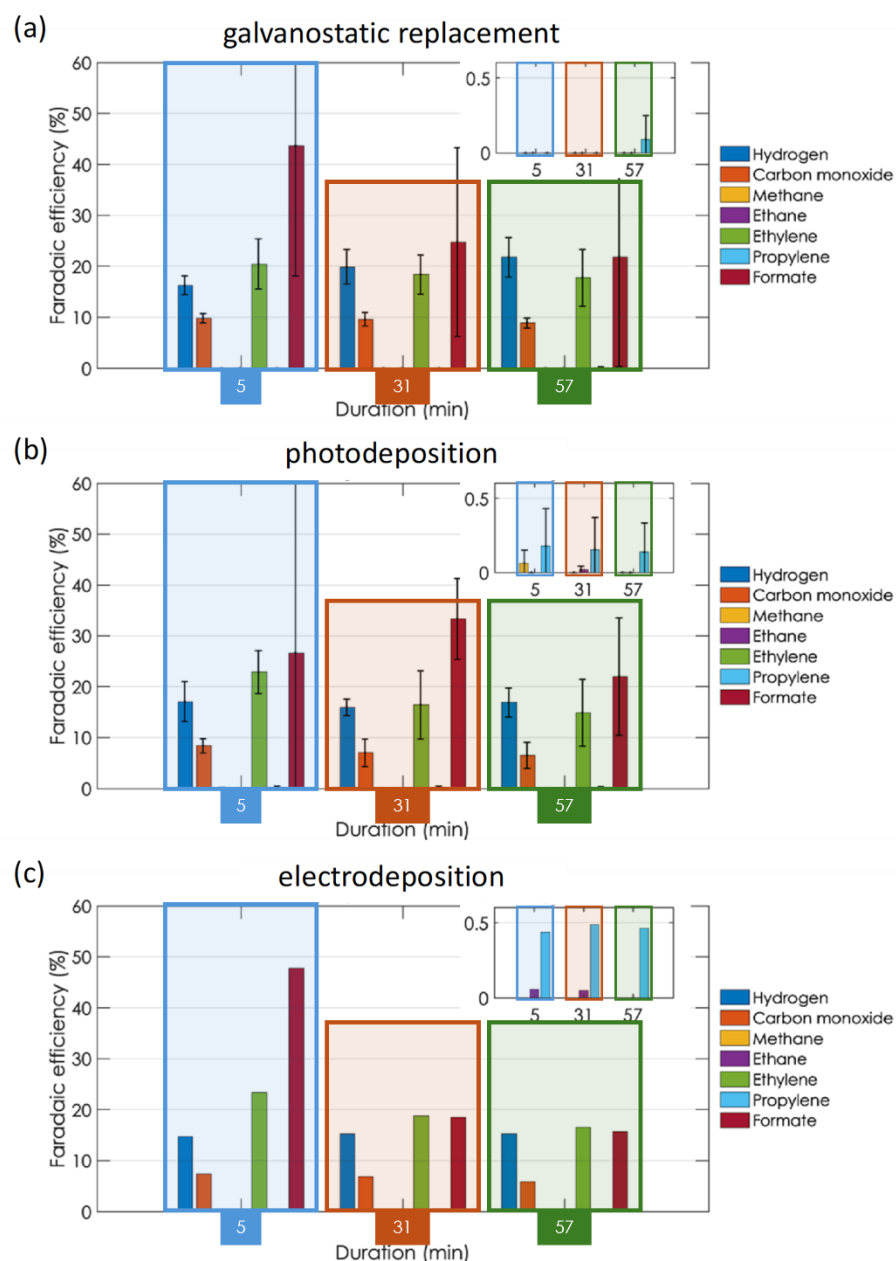 (a)
galvanostatic replacement
Faradaic efficiency (%)
60
50
40
30
20
10
0
0.5
0
5 31 57
Hydrogen
Carbon monoxide
Methane
Ethane
Ethylene
Propylene
Formate
5 31 57
Duration (min)
(b)
photodeposition
Faradaic efficiency (%)
60
50
40
30
20
10
0
0.5
0
5 31 57
Hydrogen
Carbon monoxide
Methane
Ethane
Ethylene
Propylene
Formate
5 31 57
Duration (min)
(c)
electrodeposition
Faradaic efficiency (%)
60
50
40
30
20
10
0
0.5
0
5 31 57
Hydrogen
Carbon monoxide
Methane
Ethane
Ethylene
Propylene
Formate
5 31 57
Duration (min)